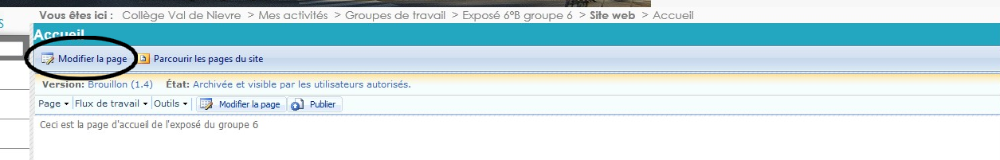 Vous êtes ici : Collège Val de Nievre > Mes activités > Groupes de travail > Exposé 6°B groupe 6 > Site web > Accueil
S
Accueil
Modifier la page Parcourir les pages du site
Version: Brouillon (1.4) État: Archivée et visible par les utilisateurs autorisés.
Page Flux de travail Outils Modifier la page Publier
Ceci est la page d'accueil de l'exposé du groupe 6